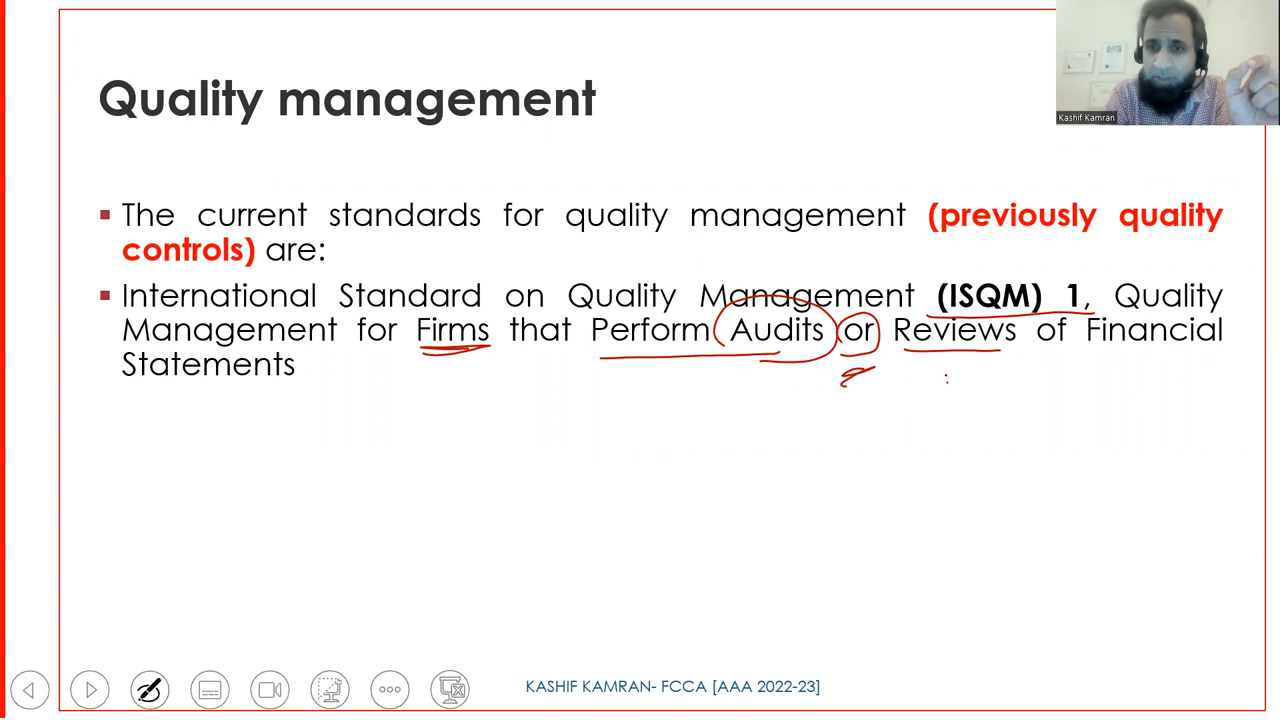 Quality management
Kashif Kamran
The current standards for quality management (previously quality
controls) are:
International Standard on Quality Management (ISQM) 1, Quality
Management for Firms that Perform Audits or Reviews of Financial
Statements
KASHIF KAMRAN- FCCA [AAA 2022-23]